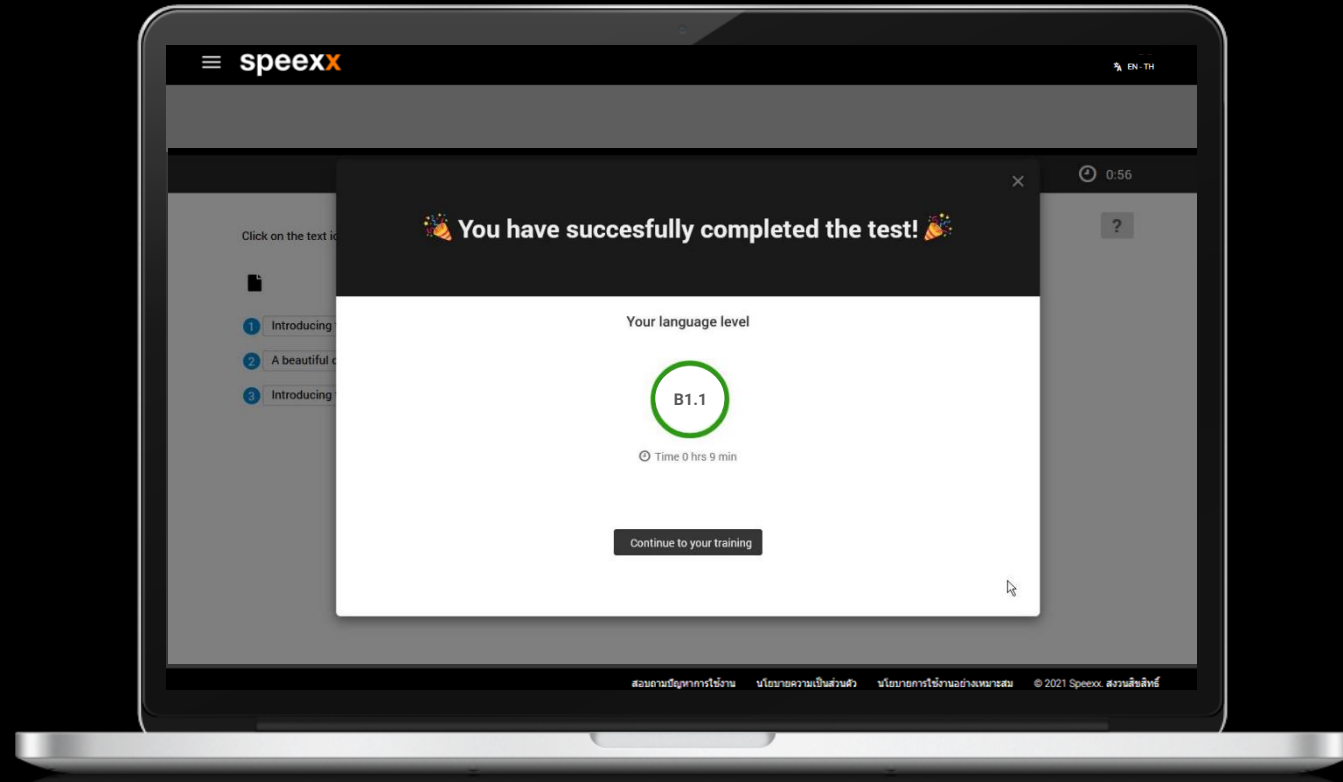 speexx
EN - TH
0:56
🎉 You have succesfully completed the test! 🎉
Click on the text
?
Your language level
1 Introducing
2 A beautiful
3 Introducing
B1.1
Time 0 hrs 9 min
Continue to your training
สอบถามปัญหาการใช้งาน นโยบายความเป็นส่วนตัว นโยบายการใช้งานอย่างเหมาะสม © 2021 Speexx. สงวนสิขสิทธิ์